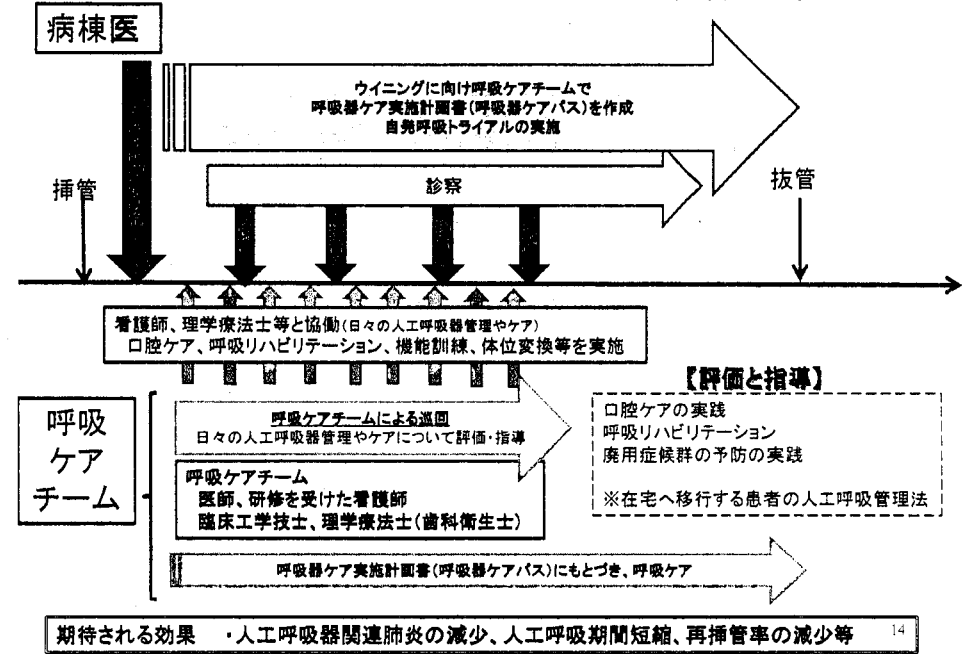 病棟医
ウイニングに向け呼吸ケアチームで
呼吸器ケア実施計画書(呼吸器ケアパス)を作成
自発呼吸トライアルの実施
診察
挿管
抜管
看護師、理学療法士等と協働(日々の人工呼吸器管理やケア)
口腔ケア、呼吸リハビリテーション、機能訓練、体位変換等を実施
呼吸
ケア
チーム
呼吸ケアチームによる巡回
日々の人工呼吸器管理やケアについて評価・指導
呼吸ケアチーム
医師、研修を受けた看護師
臨床工学技士、理学療法士(歯科衛生士)
呼吸器ケア実施計画書(呼吸器ケアパス)にもとづき、呼吸ケア
【評価と指導】
口腔ケアの実践
呼吸リハビリテーション
廃用症候群の予防の実践
※在宅へ移行する患者の人工呼吸管理法
期待される効果 ・人工呼吸器関連肺炎の減少、人工呼吸期間短縮、再挿管率の減少等
14